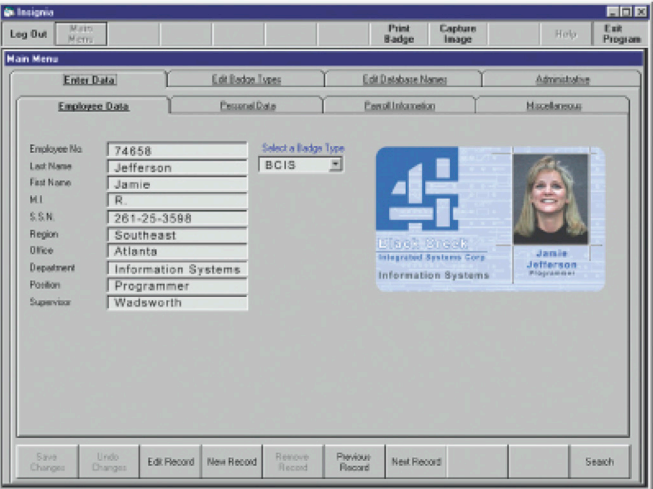 Insignia
Log Out Main Menu Print Badge Capture Image Help Exit Program
Main Menu
Enter Data Edit Badge Types Edit Database Names Administrative
Employee Data Personal Data Payroll Information Miscellaneous
Employee No. 74658 Select a Badge Type
Last Name Jefferson BCIS
First Name Jamie
M.I. R.
S.S.N. 261-25-3598
Region Southeast
Office Atlanta
Department Information Systems
Position Programmer
Supervisor Wadsworth
Black Creek
Integrated Systems Corp
Information Systems
Jamie
Jefferson
Programmer
Save Changes Undo Changes Edit Record New Record Remove Record Previous Record Next Record Search